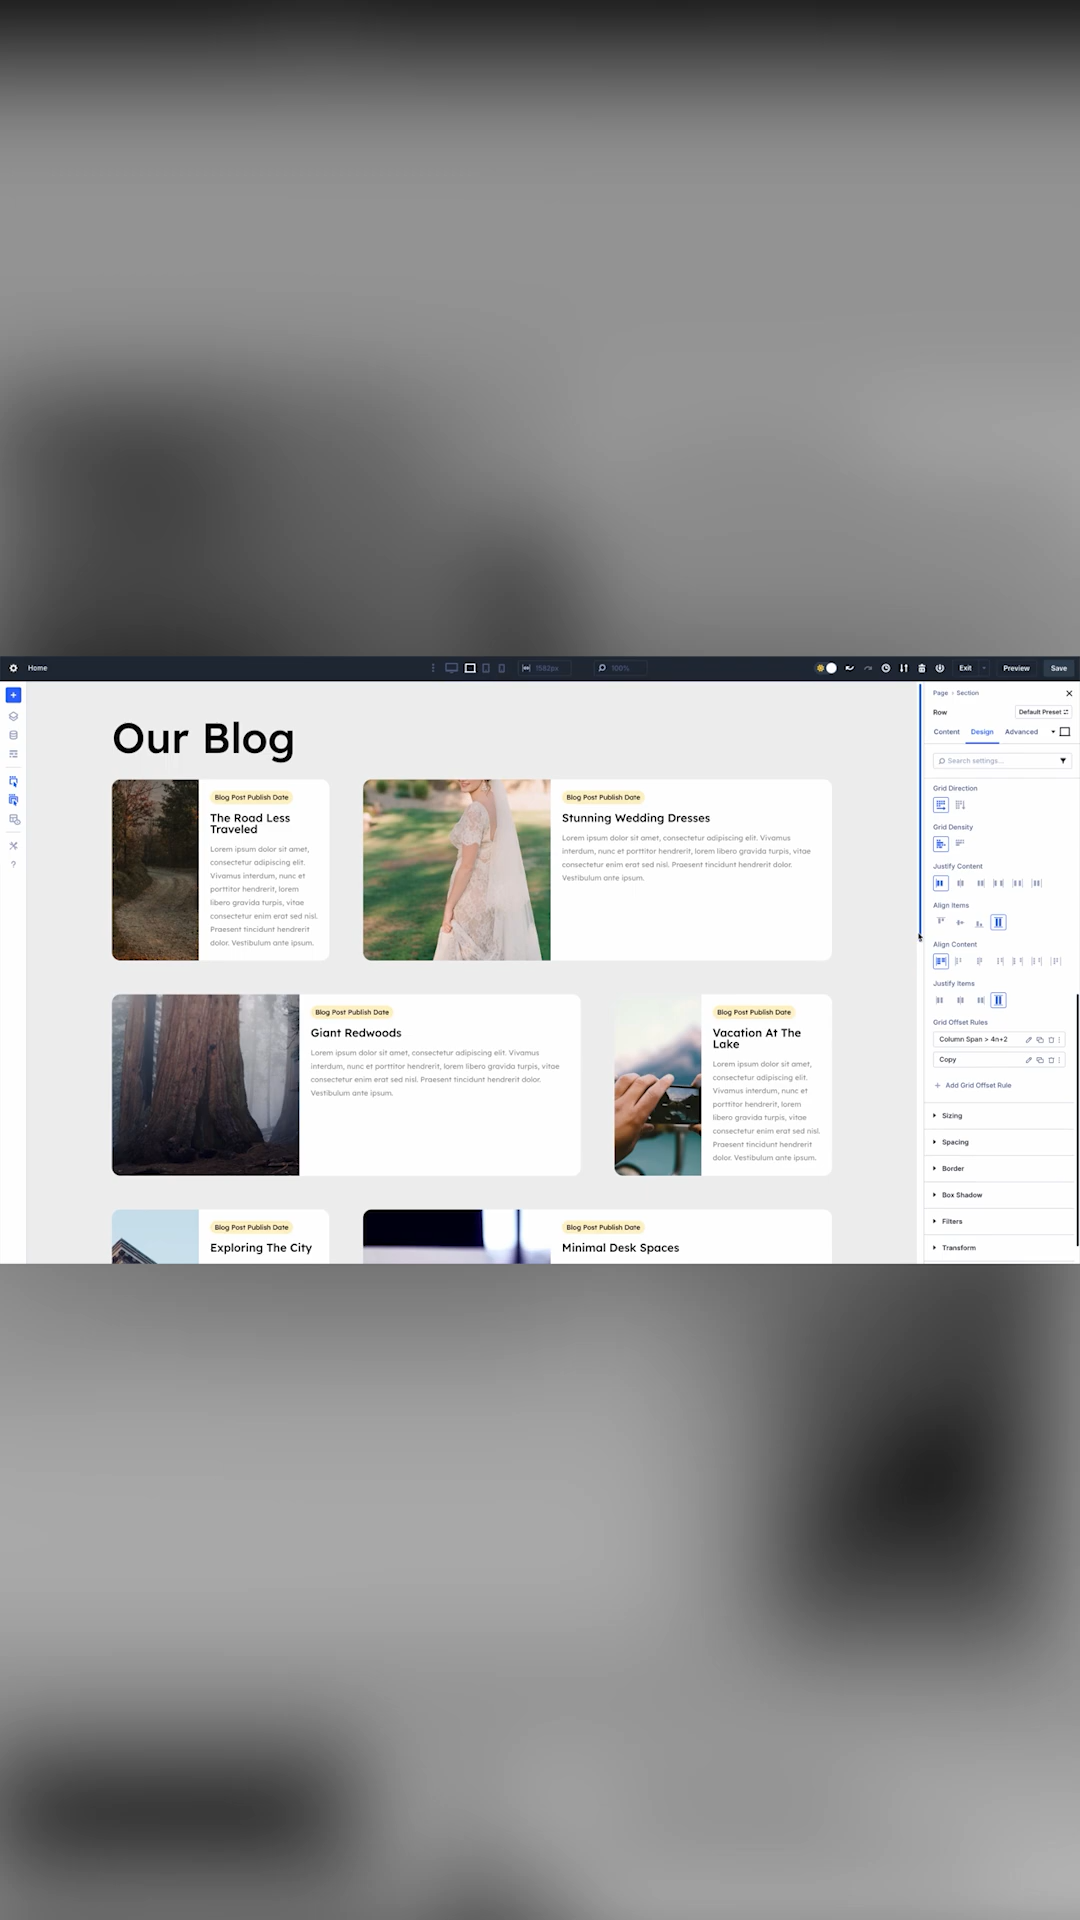 Home
1582px
100%
Exit
Preview
Save
Our Blog
Blog Post Publish Date
The Road Less
Traveled
Lorem ipsum dolor sit amet,
consectetur adipiscing elit.
Vivamus interdum, nunc et
porttitor hendrerit, lorem
libero gravida turpis, vitae
consectetur enim erat sed nisl.
Praesent tincidunt hendrerit
dolor. Vestibulum ante ipsum.
Blog Post Publish Date
Stunning Wedding Dresses
Lorem ipsum dolor sit amet, consectetur adipiscing elit. Vivamus
interdum, nunc et porttitor hendrerit, lorem libero gravida turpis, vitae
consectetur enim erat sed nisl. Praesent tincidunt hendrerit dolor.
Vestibulum ante ipsum.
Blog Post Publish Date
Giant Redwoods
Lorem ipsum dolor sit amet, consectetur adipiscing elit. Vivamus
interdum, nunc et porttitor hendrerit, lorem libero gravida turpis, vitae
consectetur enim erat sed nisl. Praesent tincidunt hendrerit dolor.
Vestibulum ante ipsum.
Blog Post Publish Date
Vacation At The
Lake
Lorem ipsum dolor sit amet,
consectetur adipiscing elit.
Vivamus interdum, nunc et
porttitor hendrerit, lorem
libero gravida turpis, vitae
consectetur enim erat sed nisl.
Praesent tincidunt hendrerit
dolor. Vestibulum ante ipsum.
Blog Post Publish Date
Exploring The City
Blog Post Publish Date
Minimal Desk Spaces
Page › Section
Row
Default Preset
Content Design Advanced
Search settings...
Grid Direction
Grid Density
Justify Content
Align Items
Align Content
Justify Items
Grid Offset Rules
Column Span > 4n+2
Copy
+ Add Grid Offset Rule
Sizing
Spacing
Border
Box Shadow
Filters
Transform